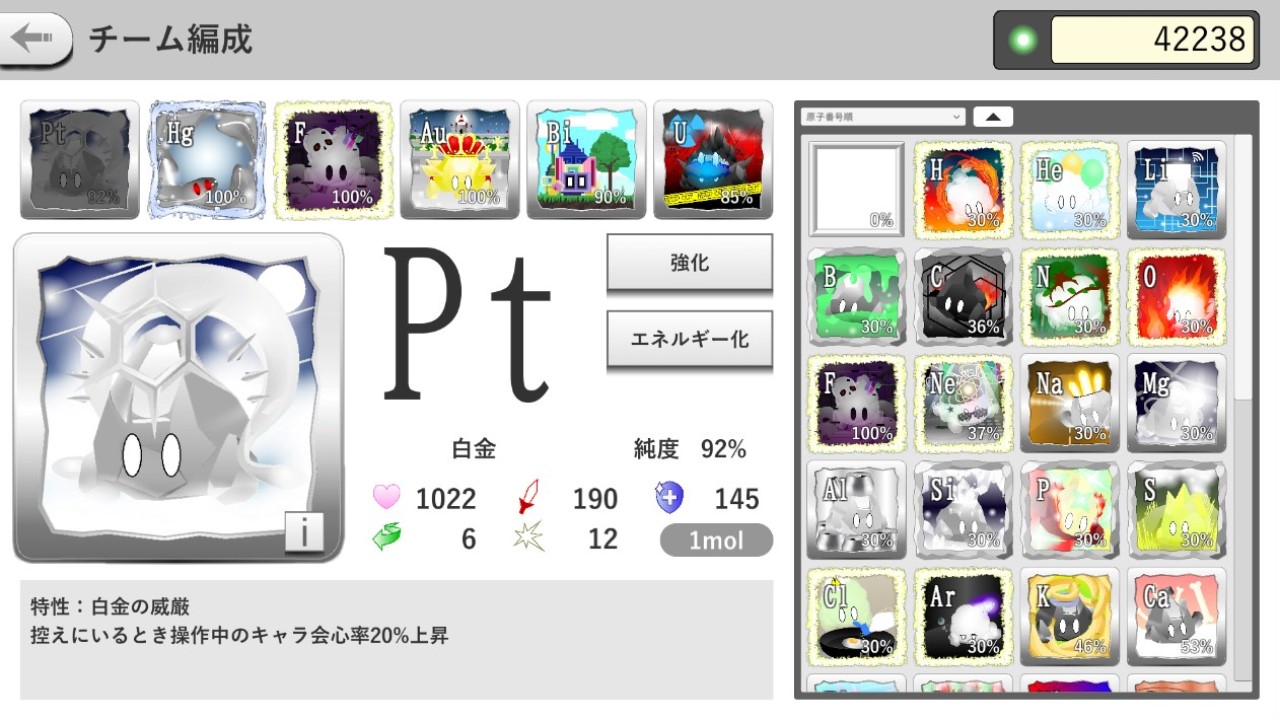 チーム編成
42238
Pt
92%
Hg
100%
F
100%
Au
100%
Bi
90%
U
85%
Pt
強化
エネルギー化
白金
純度 92%
1022
190
145
6
12
1mol
i
特性：白金の威厳
控えにいるとき操作中のキャラ会心率20%上昇
原子番号順
0%
H
30%
He
30%
Li
30%
B
30%
C
36%
N
30%
O
30%
F
100%
Ne
37%
Na
30%
Mg
30%
Al
30%
Si
30%
P
30%
S
30%
Cl
30%
Ar
30%
K
46%
Ca
53%